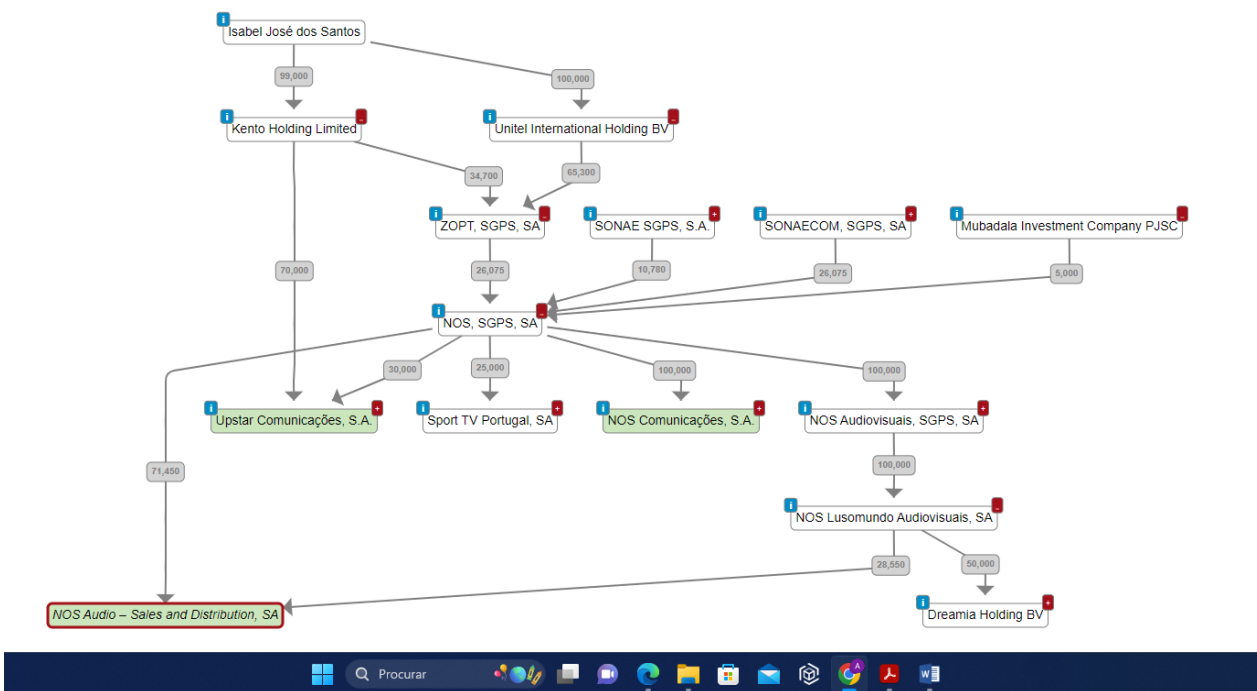 Isabel José dos Santos
99,000
100,000
Kento Holding Limited
Unitel International Holding BV
34,700
65,300
ZOPT, SGPS, SA
SONAE SGPS, S.A.
SONAECOM, SGPS, SA
Mubadala Investment Company PJSC
70,000
26,075
10,780
26,075
5,000
NOS, SGPS, SA
30,000
25,000
100,000
100,000
Upstar Comunicações, S.A.
Sport TV Portugal, SA
NOS Comunicações, S.A.
NOS Audiovisuais, SGPS, SA
71,450
100,000
NOS Lusomundo Audiovisuais, SA
28,550
50,000
NOS Audio – Sales and Distribution, SA
Dreamia Holding BV
Procurar